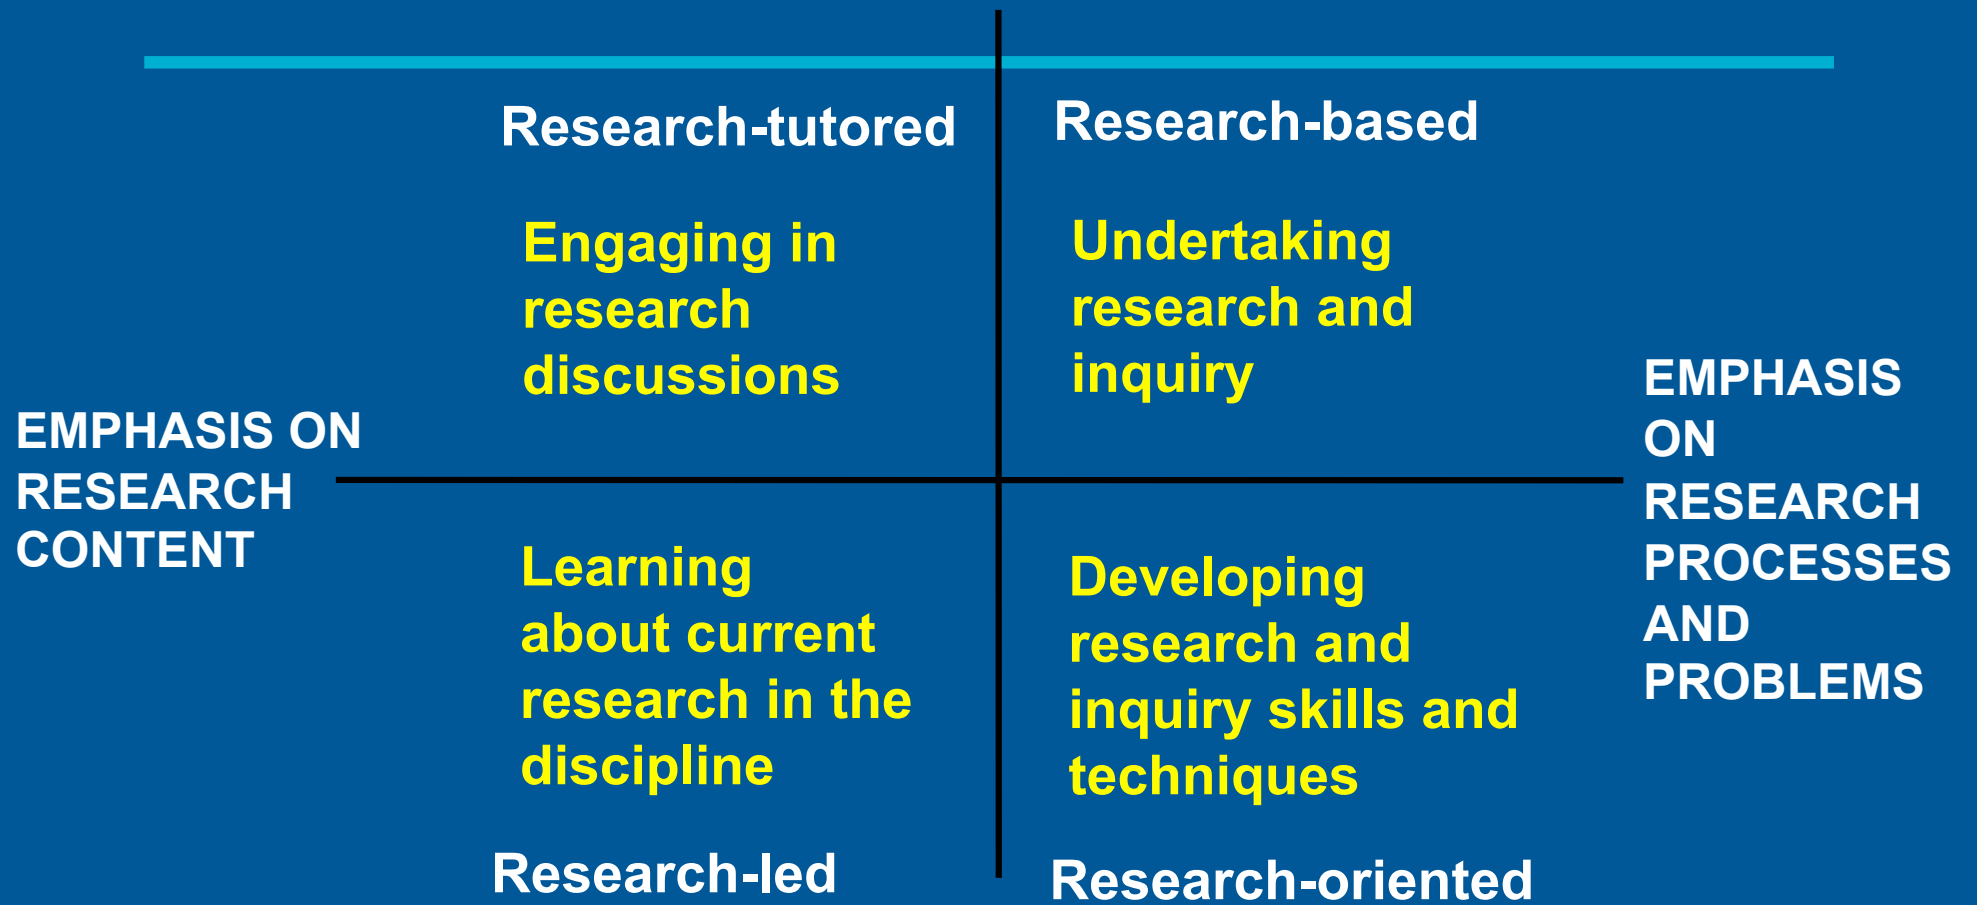 Research-tutored
Research-based
Engaging in
research
discussions
Undertaking
research and
inquiry
EMPHASIS ON
RESEARCH
CONTENT
EMPHASIS
ON
RESEARCH
PROCESSES
AND
PROBLEMS
Learning
about current
research in the
discipline
Developing
research and
inquiry skills and
techniques
Research-led
Research-oriented